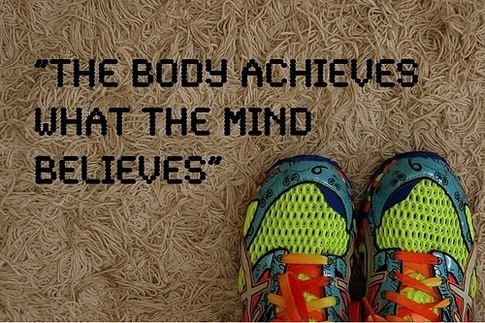 "THE BODY ACHIEVES
WHAT THE MIND
BELIEVES"